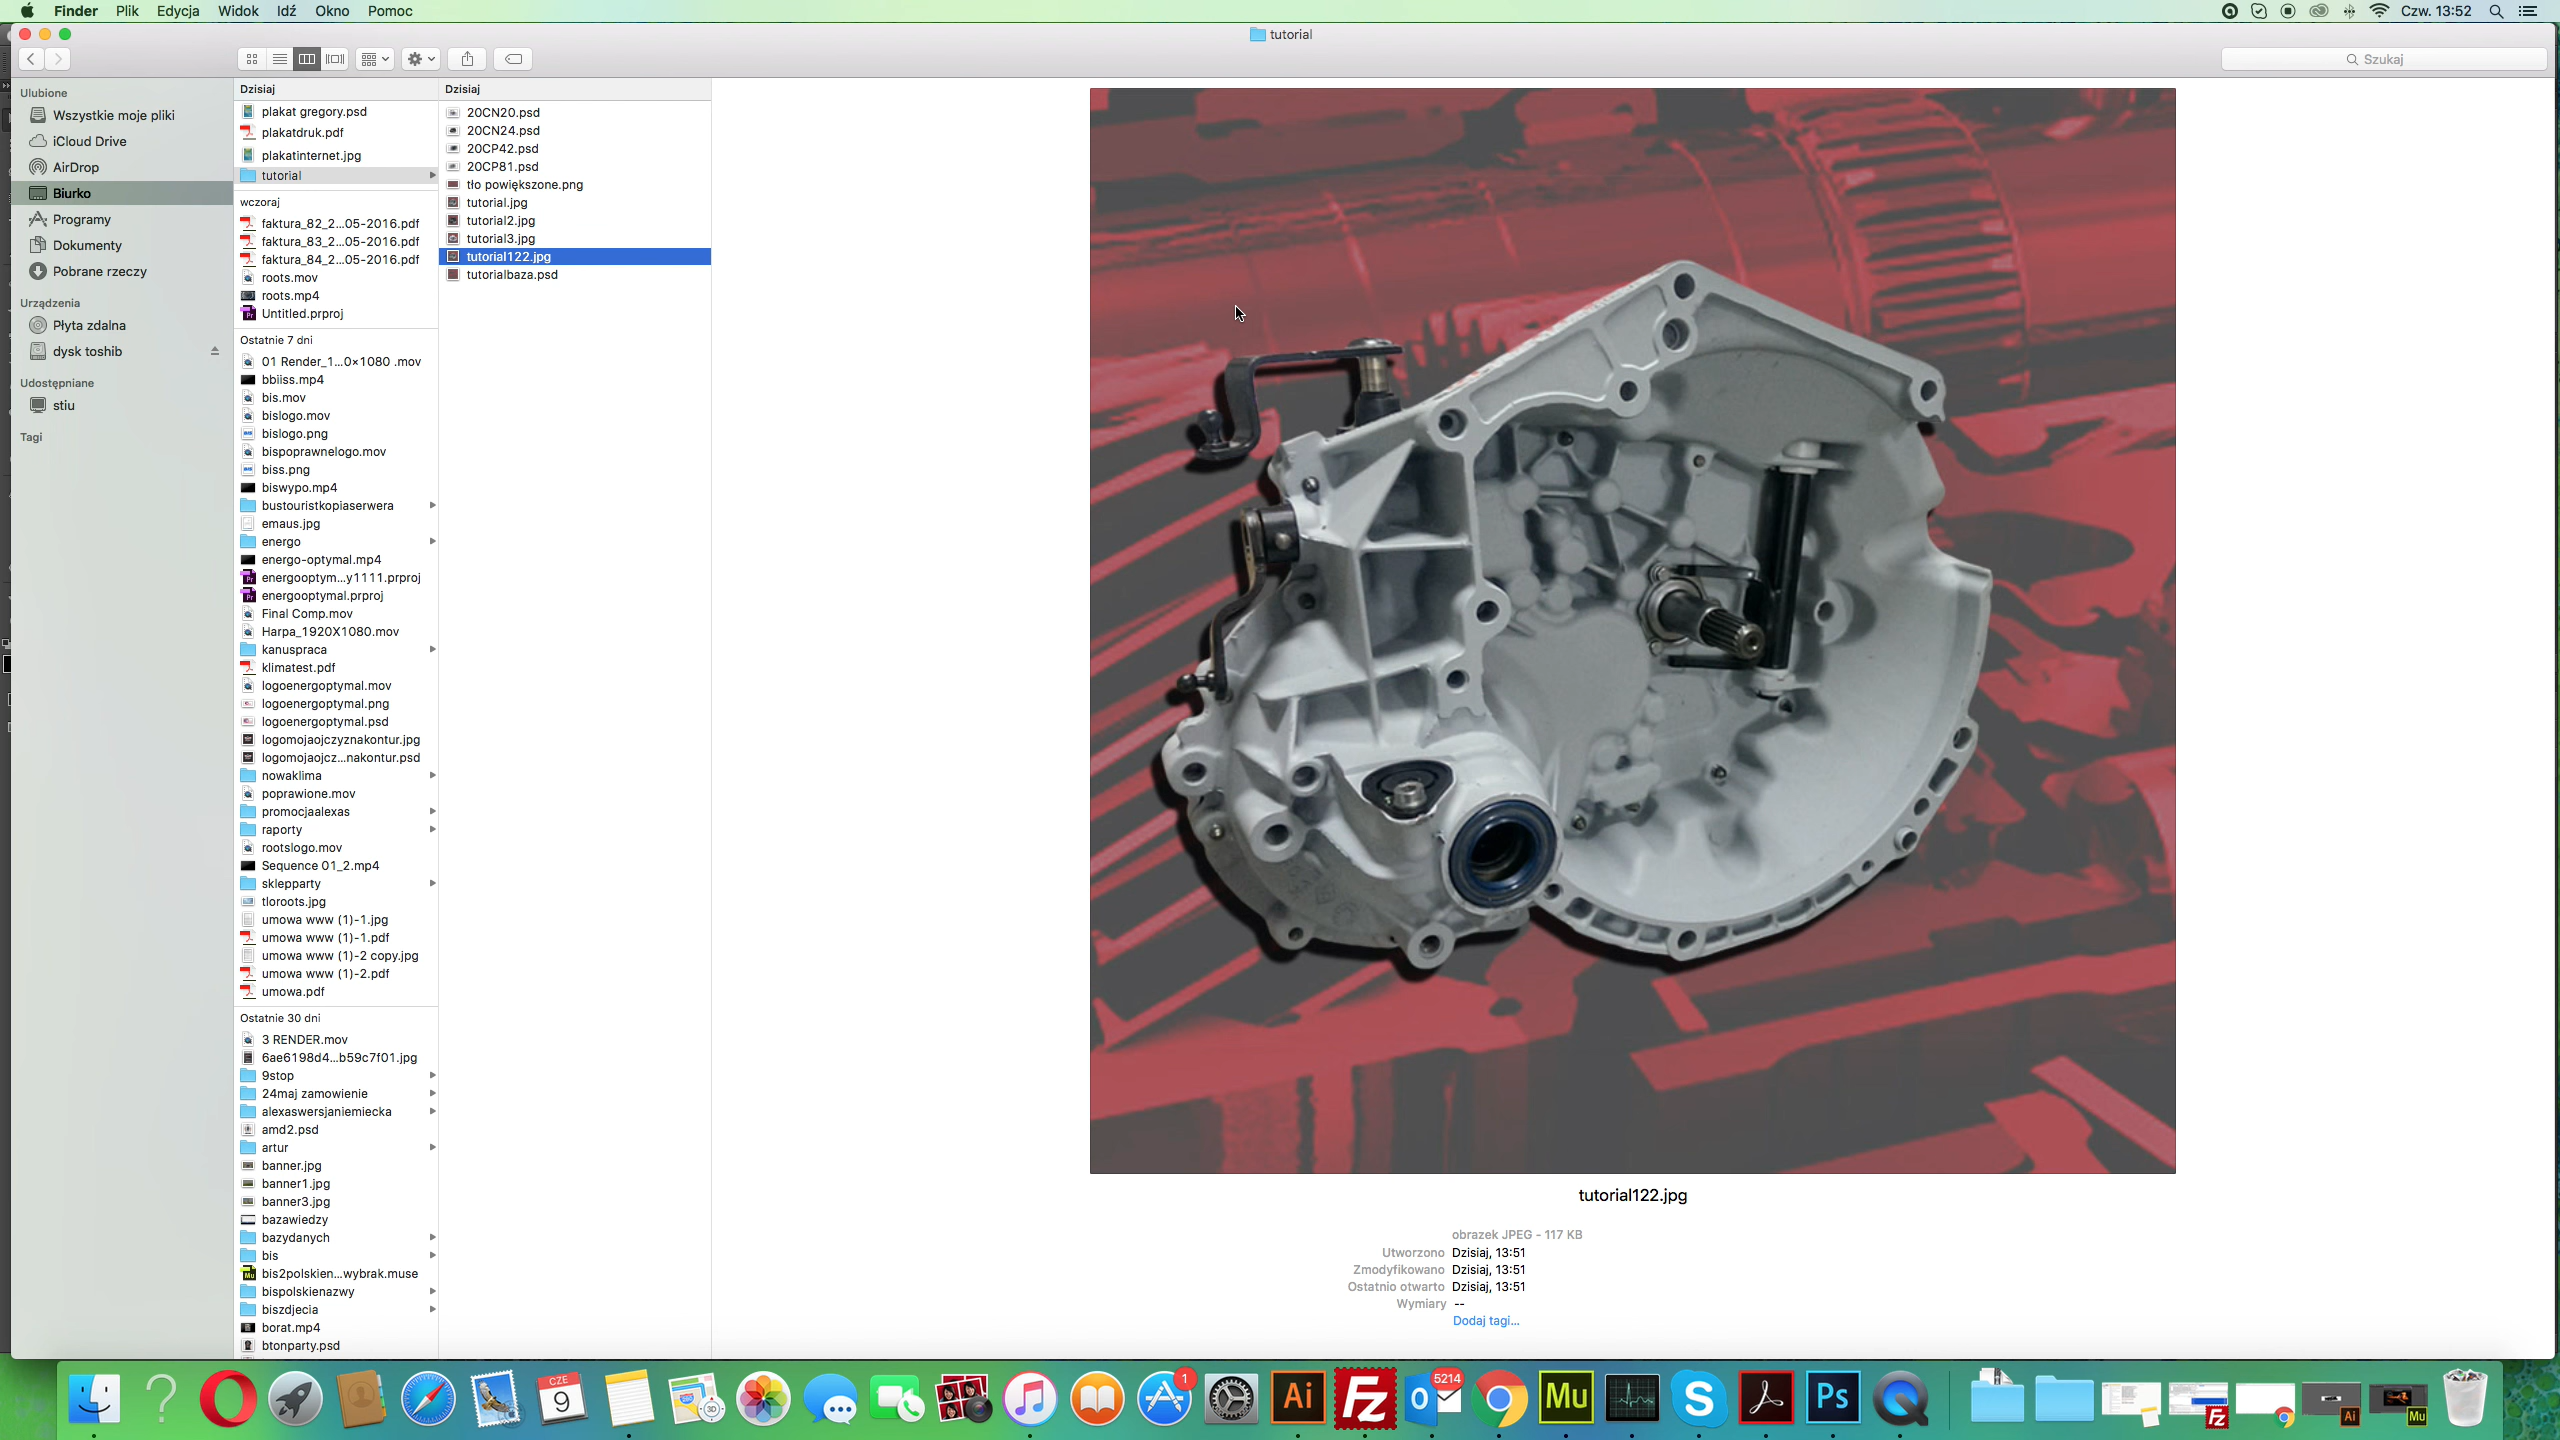 Finder Plik Edycja Widok Idź Okno Pomoc
Czw. 13:52
tutorial
Szukaj
Ulubione
Wszystkie moje pliki
iCloud Drive
AirDrop
Biurko
Programy
Dokumenty
Pobrane rzeczy
Urządzenia
Płyta zdalna
dysk toshib
Udostępniane
stiu
Tagi
Dzisiaj
plakat gregory.psd
plakatdruk.pdf
plakatinternet.jpg
tutorial
wczoraj
faktura_82_2...05-2016.pdf
faktura_83_2...05-2016.pdf
faktura_84_2...05-2016.pdf
roots.mov
roots.mp4
Untitled.prproj
Ostatnie 7 dni
01 Render_1...0×1080 .mov
bbiiss.mp4
bis.mov
bislogo.mov
bislogo.png
bispoprawnelogo.mov
biss.png
biswypo.mp4
bustouristkopiaserwera
emaus.jpg
energo
energo-optymal.mp4
energooptym...y1111.prproj
energooptymal.prproj
Final Comp.mov
Harpa_1920X1080.mov
kanuspraca
klimatest.pdf
logoenergoptymal.mov
logoenergoptymal.png
logoenergoptymal.psd
logomojaojczyznakontur.jpg
logomojaojcz...nakontur.psd
nowaklima
poprawione.mov
promocjaalexas
raporty
rootslogo.mov
Sequence 01_2.mp4
sklepparty
tloroots.jpg
umowa www (1)-1.jpg
umowa www (1)-1.pdf
umowa www (1)-2 copy.jpg
umowa www (1)-2.pdf
umowa.pdf
Ostatnie 30 dni
3 RENDER.mov
6ae6198d4...b59c7f01.jpg
9stop
24maj zamowienie
alexaswersjaniemiecka
amd2.psd
artur
banner.jpg
banner1.jpg
banner3.jpg
bazawiedzy
bazydanych
bis
bis2polskien...wybrak.muse
bispolskienazwy
biszdjecia
borat.mp4
btonparty.psd
Dzisiaj
20CN20.psd
20CN24.psd
20CP42.psd
20CP81.psd
tło powiększone.png
tutorial.jpg
tutorial2.jpg
tutorial3.jpg
tutorial122.jpg
tutorialbaza.psd
tutorial122.jpg
obrazek JPEG - 117 KB
Utworzono Dzisiaj, 13:51
Zmodyfikowano Dzisiaj, 13:51
Ostatnio otwarto Dzisiaj, 13:51
Wymiary --
Dodaj tagi...
CZE
9
3D
1
Ai
Fz
5214
Mu
S
Ps
Fz
Ai
Mu